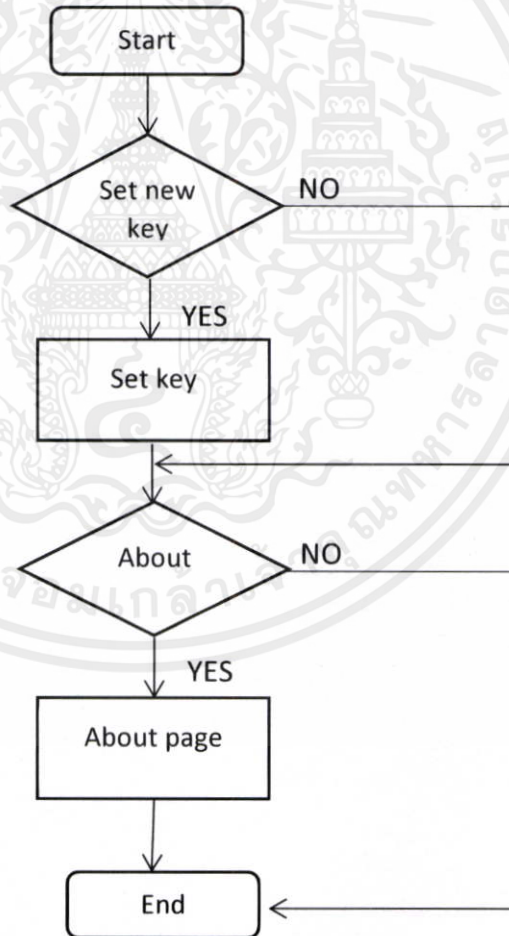 Start
Set new
key
NO
YES
Set key
About
NO
YES
About page
End